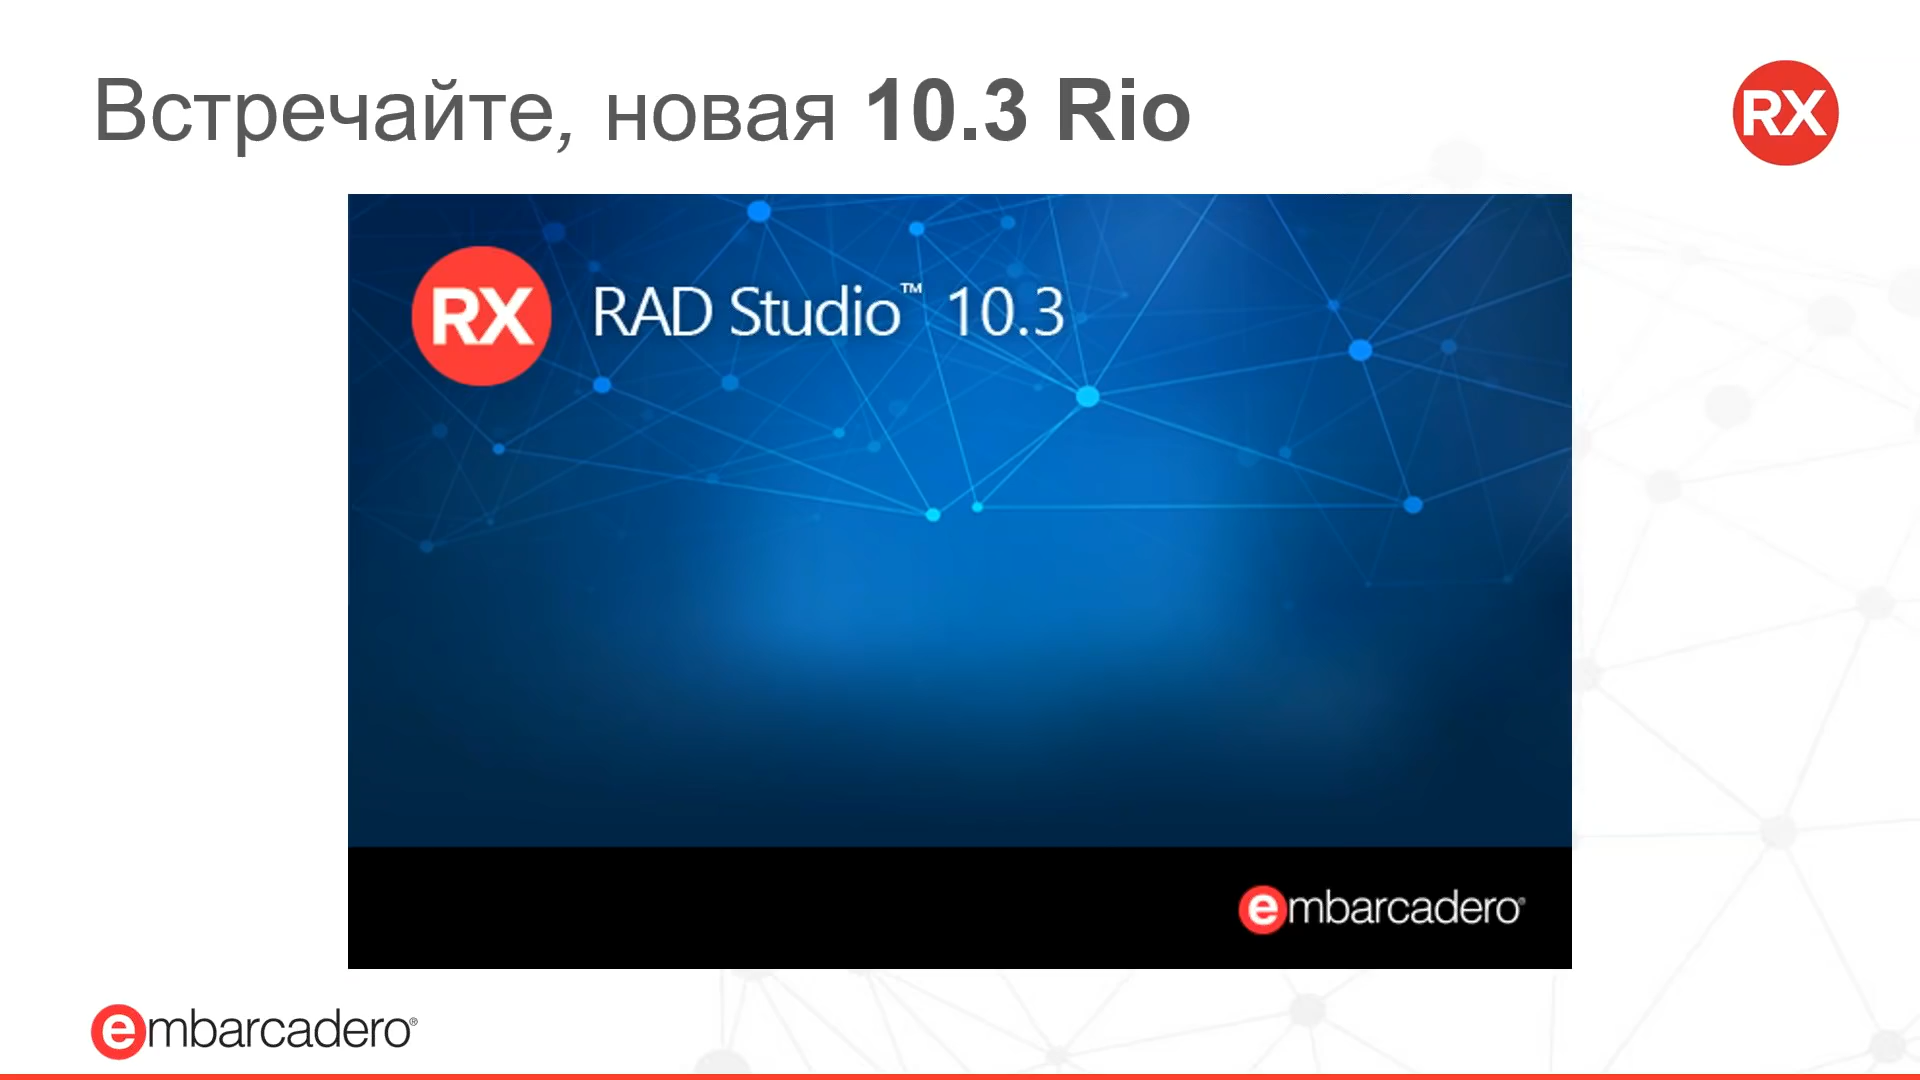 Встречайте, новая 10.3 Rio
RX
RX
RAD Studio™ 10.3
embarcadero®
embarcadero®